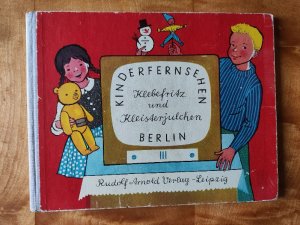 KINDERFERNSEHEN
Klebefritz
und
Kleisterjulchen
BERLIN
Rudolf-Arnold Verlag-Leipzig